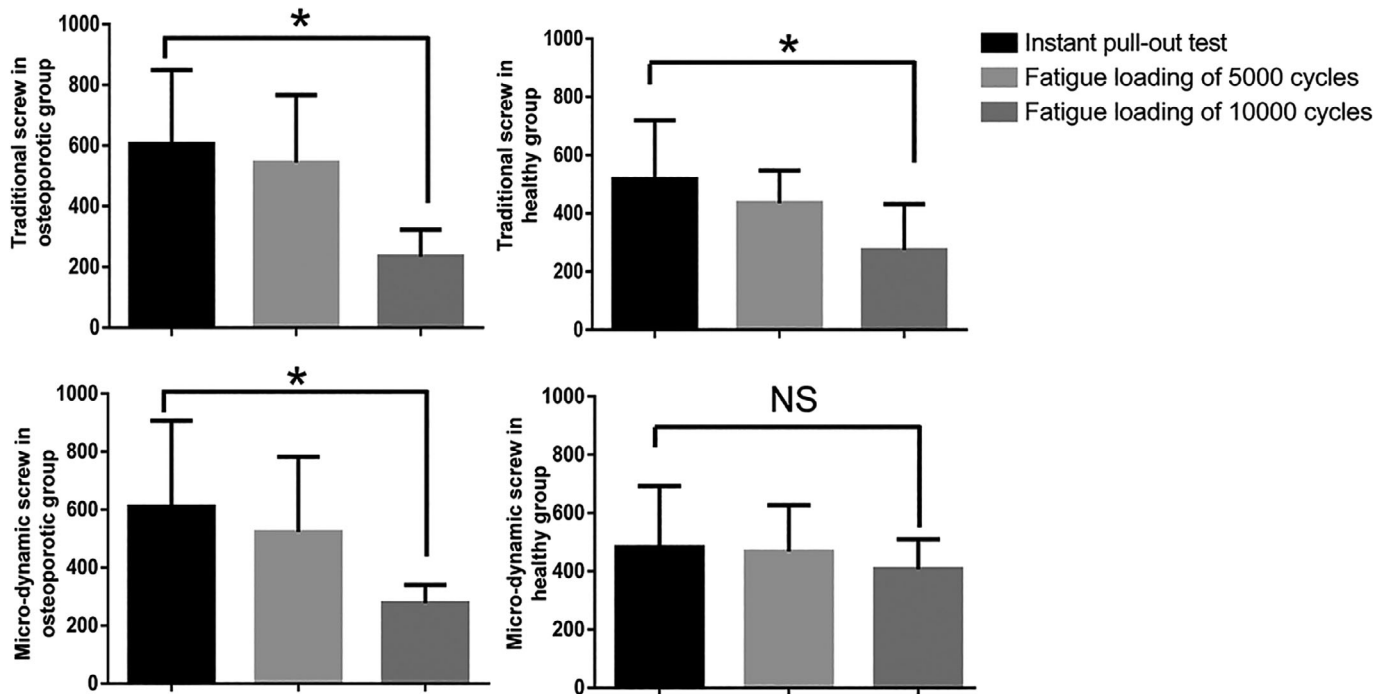 1000
800
600
400
200
0
Traditional screw in
osteoporotic group
*
1000
800
600
400
200
0
Traditional screw in
healthy group
*
Instant pull-out test
Fatigue loading of 5000 cycles
Fatigue loading of 10000 cycles
1000
800
600
400
200
0
Micro-dynamic screw in
osteoporotic group
*
1000
800
600
400
200
0
Micro-dynamic screw in
healthy group
NS